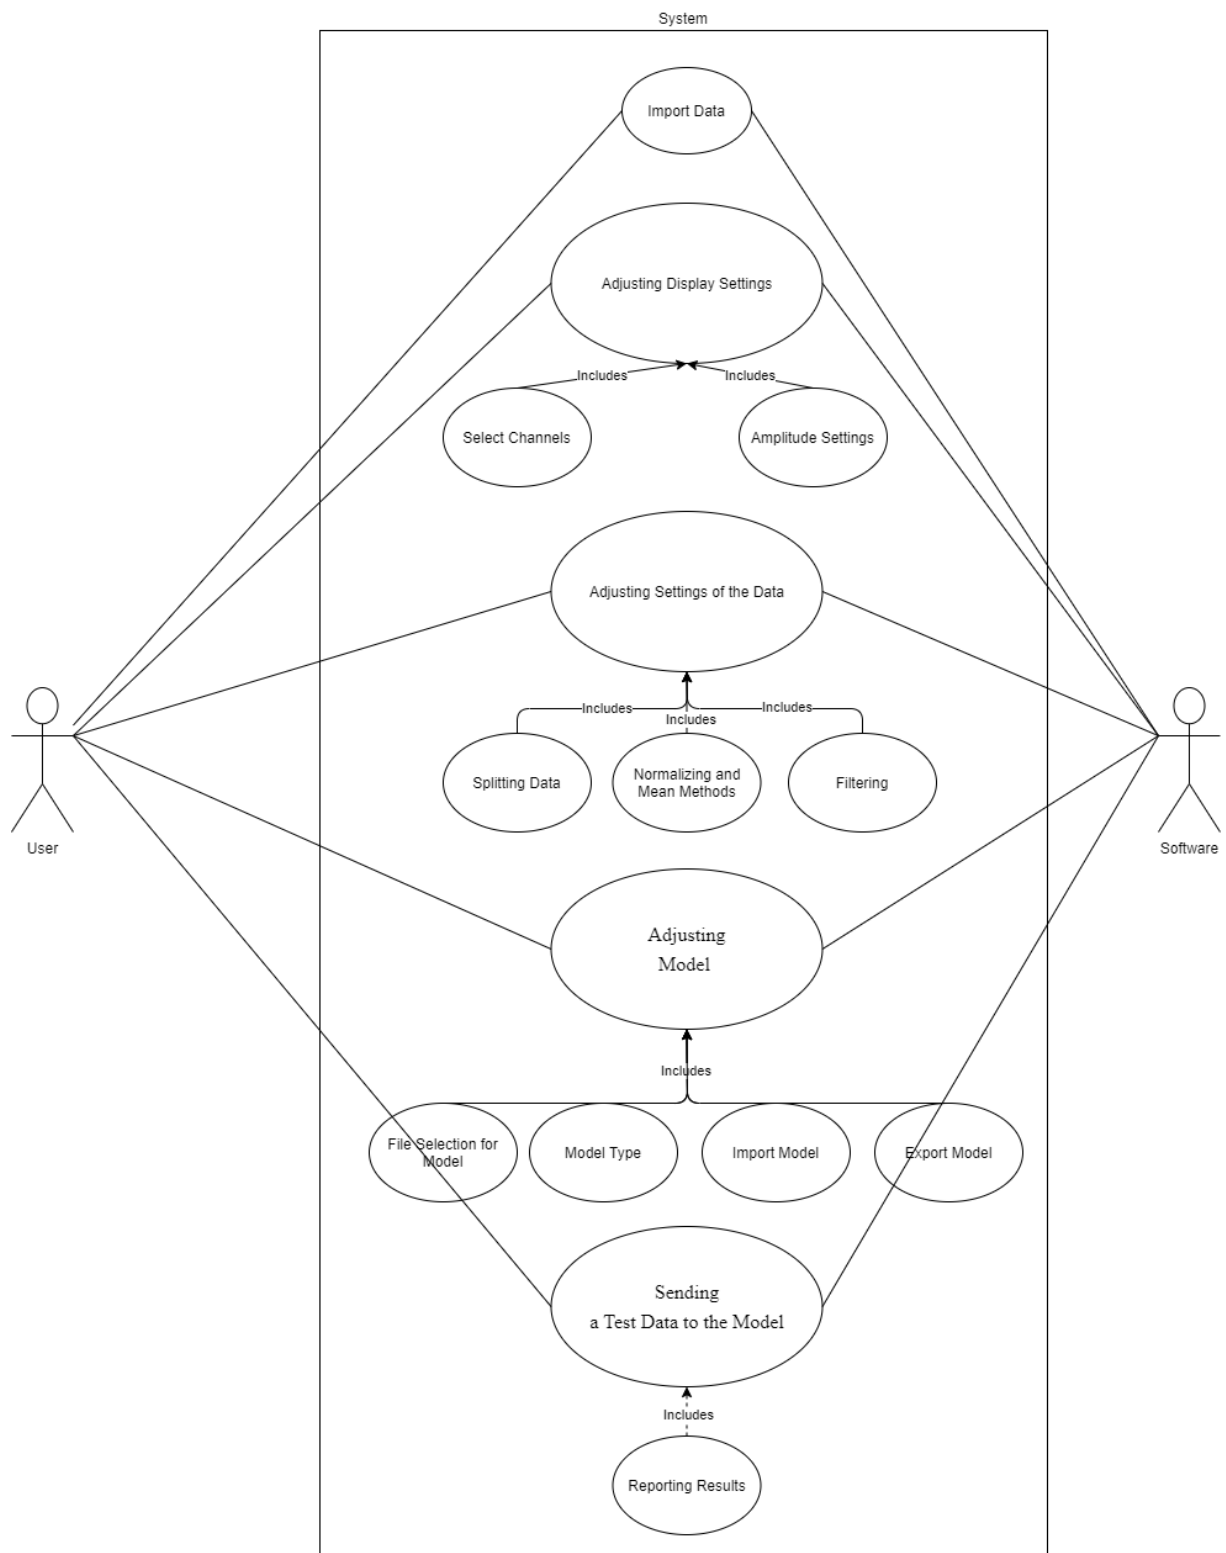 System
Import Data
Adjusting Display Settings
Includes
Includes
Select Channels
Amplitude Settings
Adjusting Settings of the Data
Includes
Includes
Includes
Splitting Data
Normalizing and
Mean Methods
Filtering
User
Software
Adjusting
Model
Includes
File Selection for
Model
Model Type
Import Model
Export Model
Sending
a Test Data to the Model
Includes
Reporting Results